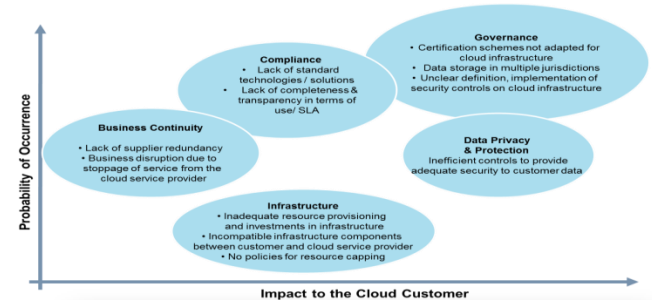 Governance
• Certification schemes not adapted for
cloud infrastructure
• Data storage in multiple jurisdictions
• Unclear definition, implementation of
security controls on cloud infrastructure
Compliance
• Lack of standard
technologies / solutions
• Lack of completeness &
transparency in terms of
use/ SLA
Business Continuity
• Lack of supplier redundancy
• Business disruption due to
stoppage of service from the
cloud service provider
Data Privacy
& Protection
Inefficient controls to provide
adequate security to customer data
Infrastructure
• Inadequate resource provisioning
and investments in infrastructure
• Incompatible infrastructure components
between customer and cloud service provider
• No policies for resource capping
Probability of Occurrence
Impact to the Cloud Customer